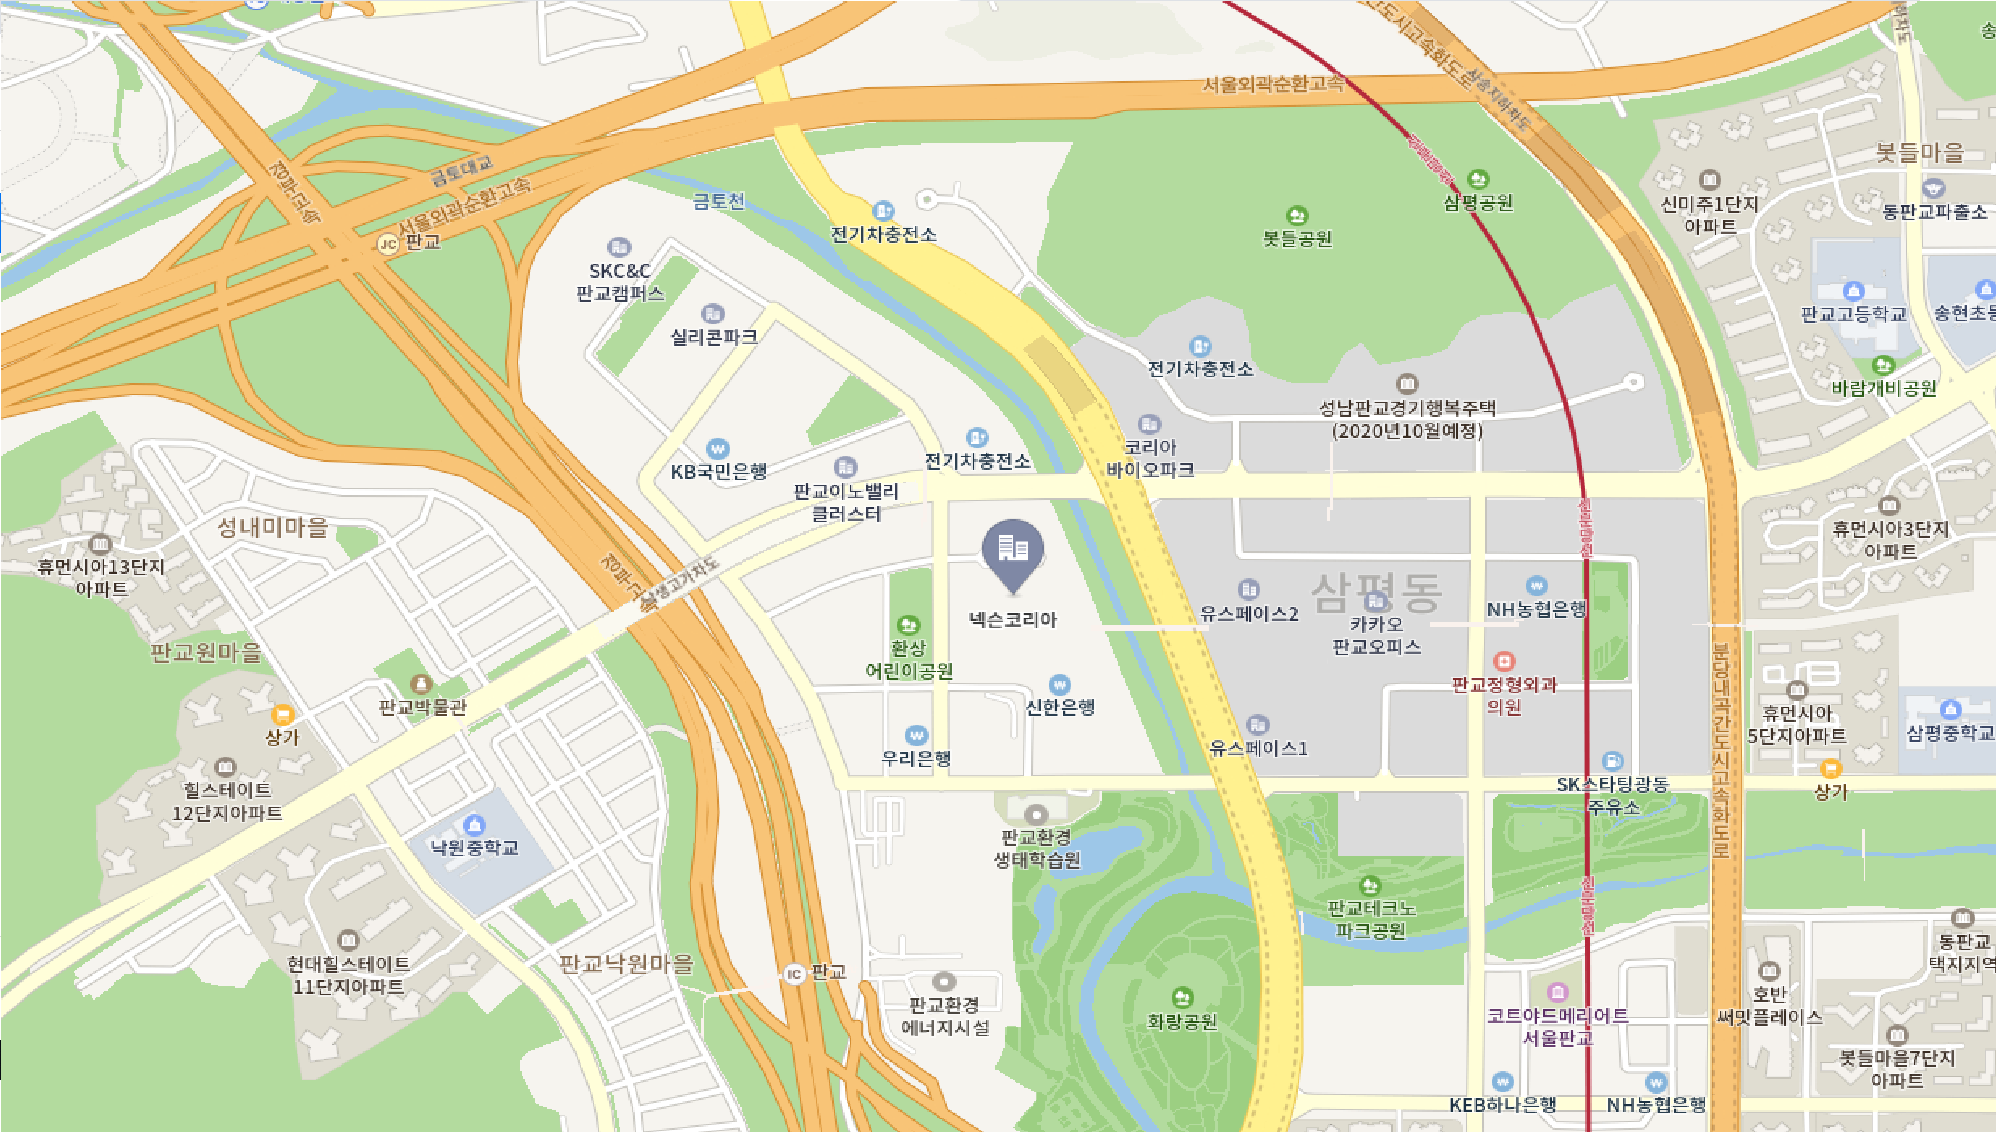 서울외곽순환고속
봇들마을
금토대교
경부고속
서울외곽순환고속
금토천
삼평공원
신미주1단지
아파트
동판교파출소
JC 판교
전기차충전소
봇들공원
SKC&C
판교캠퍼스
실리콘파크
판교고등학교
송현초등
전기차충전소
바람개비공원
성남판교경기행복주택
(2020년10월예정)
코리아
바이오파크
KB국민은행
전기차충전소
판교이노밸리
클러스터
성내미마을
휴먼시아3단지
아파트
휴먼시아13단지
아파트
넥슨코리아
유스페이스2
삼평동
카카오
판교오피스
NH농협은행
환상
어린이공원
판교원마을
판교박물관
신한은행
판교정형외과
의원
분당내곡간도시고속화도로
상가
우리은행
유스페이스1
휴먼시아
5단지아파트
삼평중학교
힐스테이트
12단지아파트
SK스타팅광동
주유소
상가
낙원중학교
판교환경
생태학습원
판교테크노
파크공원
신분당선
현대힐스테이트
11단지아파트
판교낙원마을
IC 판교
판교환경
에너지시설
화랑공원
동판교
택지지역
호반
써밋플레이스
코트야드메리어트
서울판교
봇들마을7단지
아파트
KEB하나은행
NH농협은행